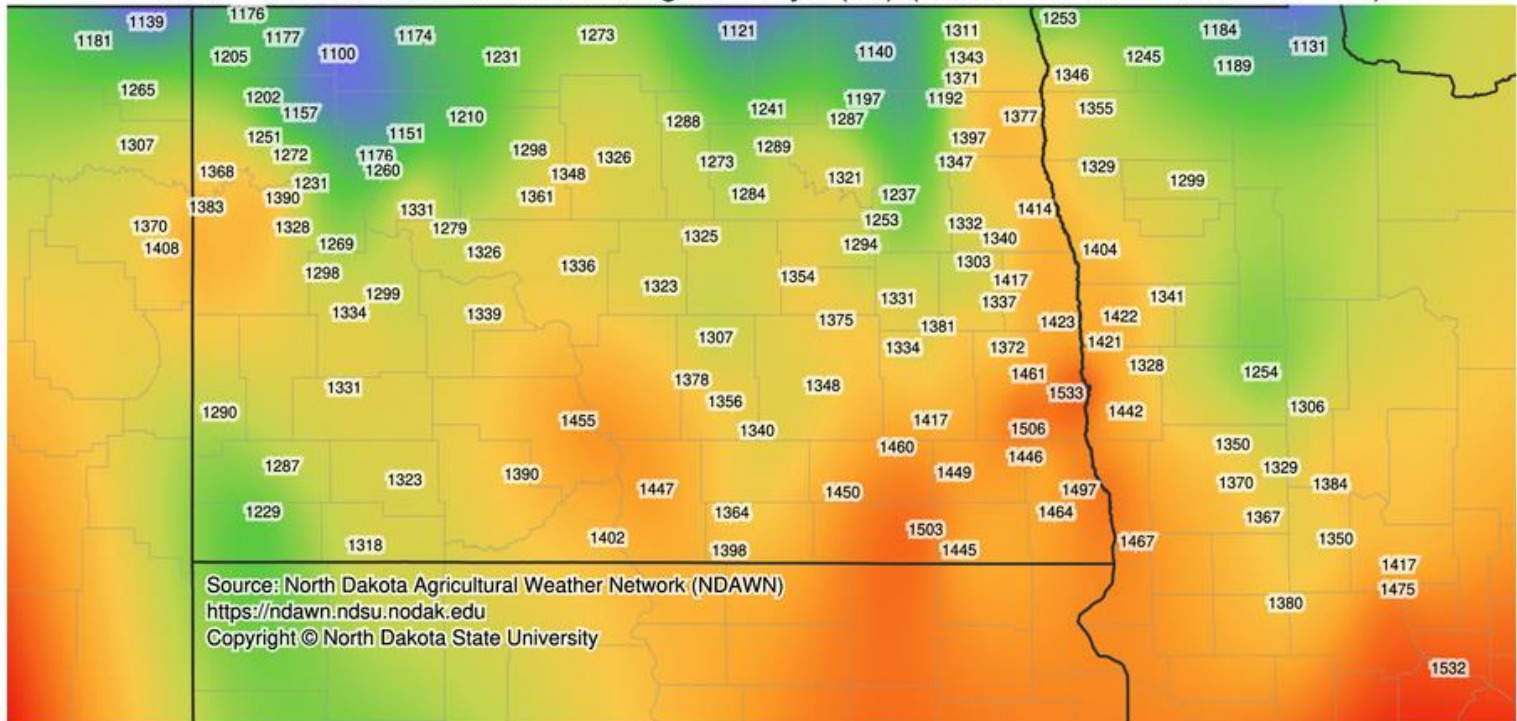 1139 1176 1253 1184
1181 1177 1174 1273 1121 1311 1131
1205 1100 1231 1140 1343 1245 1189
1265 1371 1346
1202 1197 1192
1157 1210 1288 1241 1287 1377 1355
1307 1251 1151 1397
1272 1176 1298 1326 1273 1289 1347 1329
1368 1260 1348 1321 1299
1231 1361 1284 1237
1383 1390 1331 1414
1370 1328 1279 1325 1253 1332
1408 1269 1326 1294 1340 1404
1298 1336 1354 1303
1299 1323 1331 1417 1341
1334 1339 1375 1381 1337 1423 1422
1307 1334 1372 1421
1331 1378 1348 1461 1328 1254
1290 1455 1356 1417 1533 1442 1306
1340 1460 1506 1350
1287 1323 1390 1449 1446 1329
1447 1450 1497 1370 1384
1229 1364 1464 1367
1318 1402 1398 1503 1445 1467 1350
1417
Source: North Dakota Agricultural Weather Network (NDAWN)
1475
https://ndawn.ndsu.nodak.edu
1380
Copyright © North Dakota State University
1532